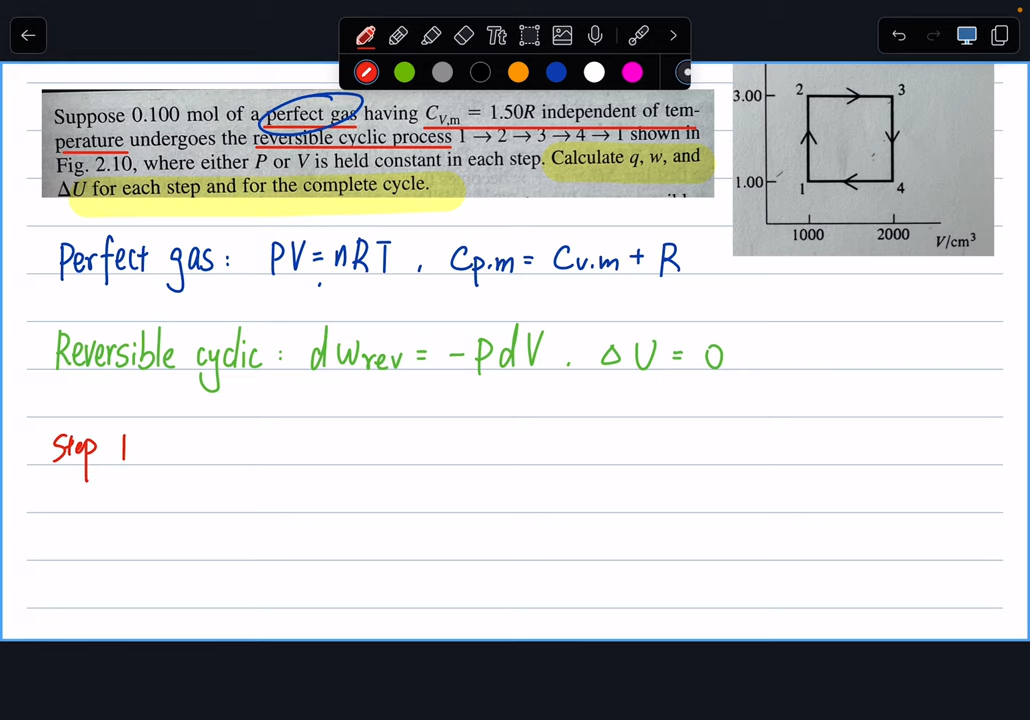 Tt
Suppose 0.100 mol of a perfect gas having C_V,m = 1.50R independent of tem-
perature undergoes the reversible cyclic process 1 → 2 → 3 → 4 → 1 shown in
Fig. 2.10, where either P or V is held constant in each step. Calculate q, w, and
ΔU for each step and for the complete cycle.
3.00
2
3
1.00
1
4
1000
2000
V/cm³
Perfect gas : PV = nRT , Cp.m = Cv.m + R
Reversible cyclic : dwrev = -PdV . ΔU = 0
Step 1